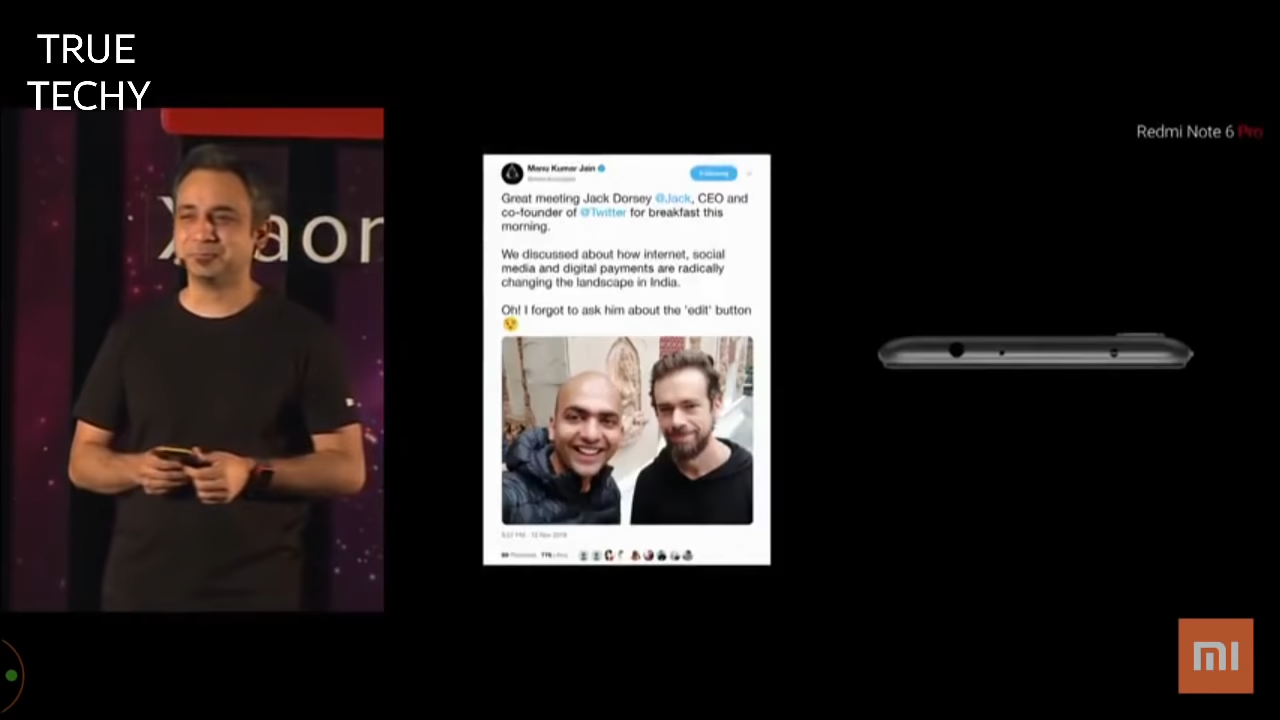 TRUE
TECHY
Xiaom
Redmi Note 6 Pro
Manu Kumar Jain
Following
Great meeting Jack Dorsey @Jack, CEO and
co-founder of @Twitter for breakfast this
morning.
We discussed about how internet, social
media and digital payments are radically
changing the landscape in India.
Oh! I forgot to ask him about the 'edit' button
😯
MI